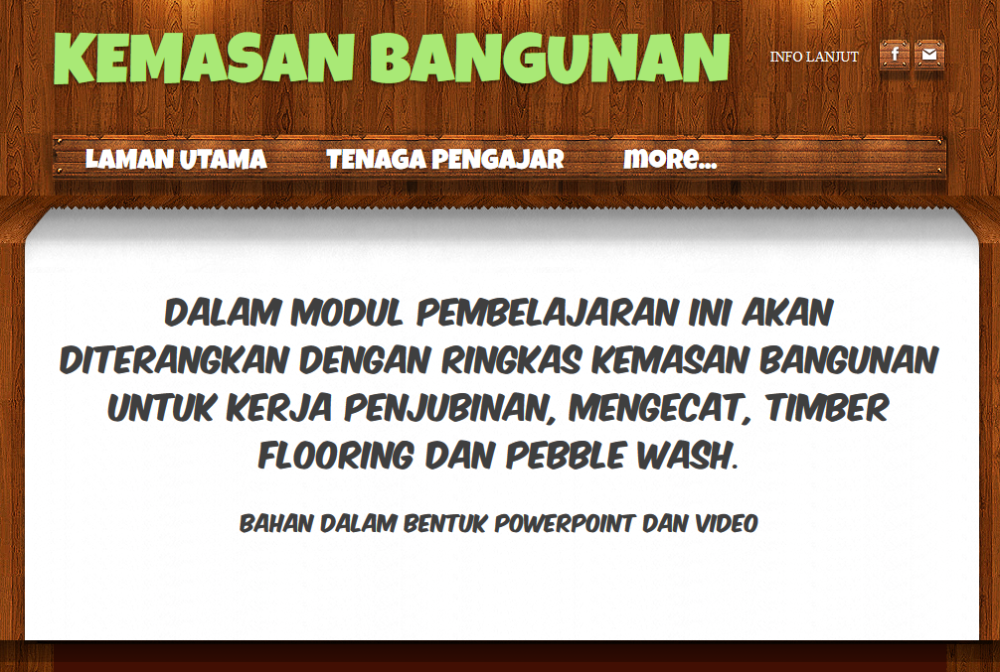 KEMASAN BANGUNAN
INFO LANJUT
f
LAMAN UTAMA TENAGA PENGAJAR more...
DALAM MODUL PEMBELAJARAN INI AKAN
DITERANGKAN DENGAN RINGKAS KEMASAN BANGUNAN
UNTUK KERJA PENJUBINAN, MENGECAT, TIMBER
FLOORING DAN PEBBLE WASH.
BAHAN DALAM BENTUK POWERPOINT DAN VIDEO